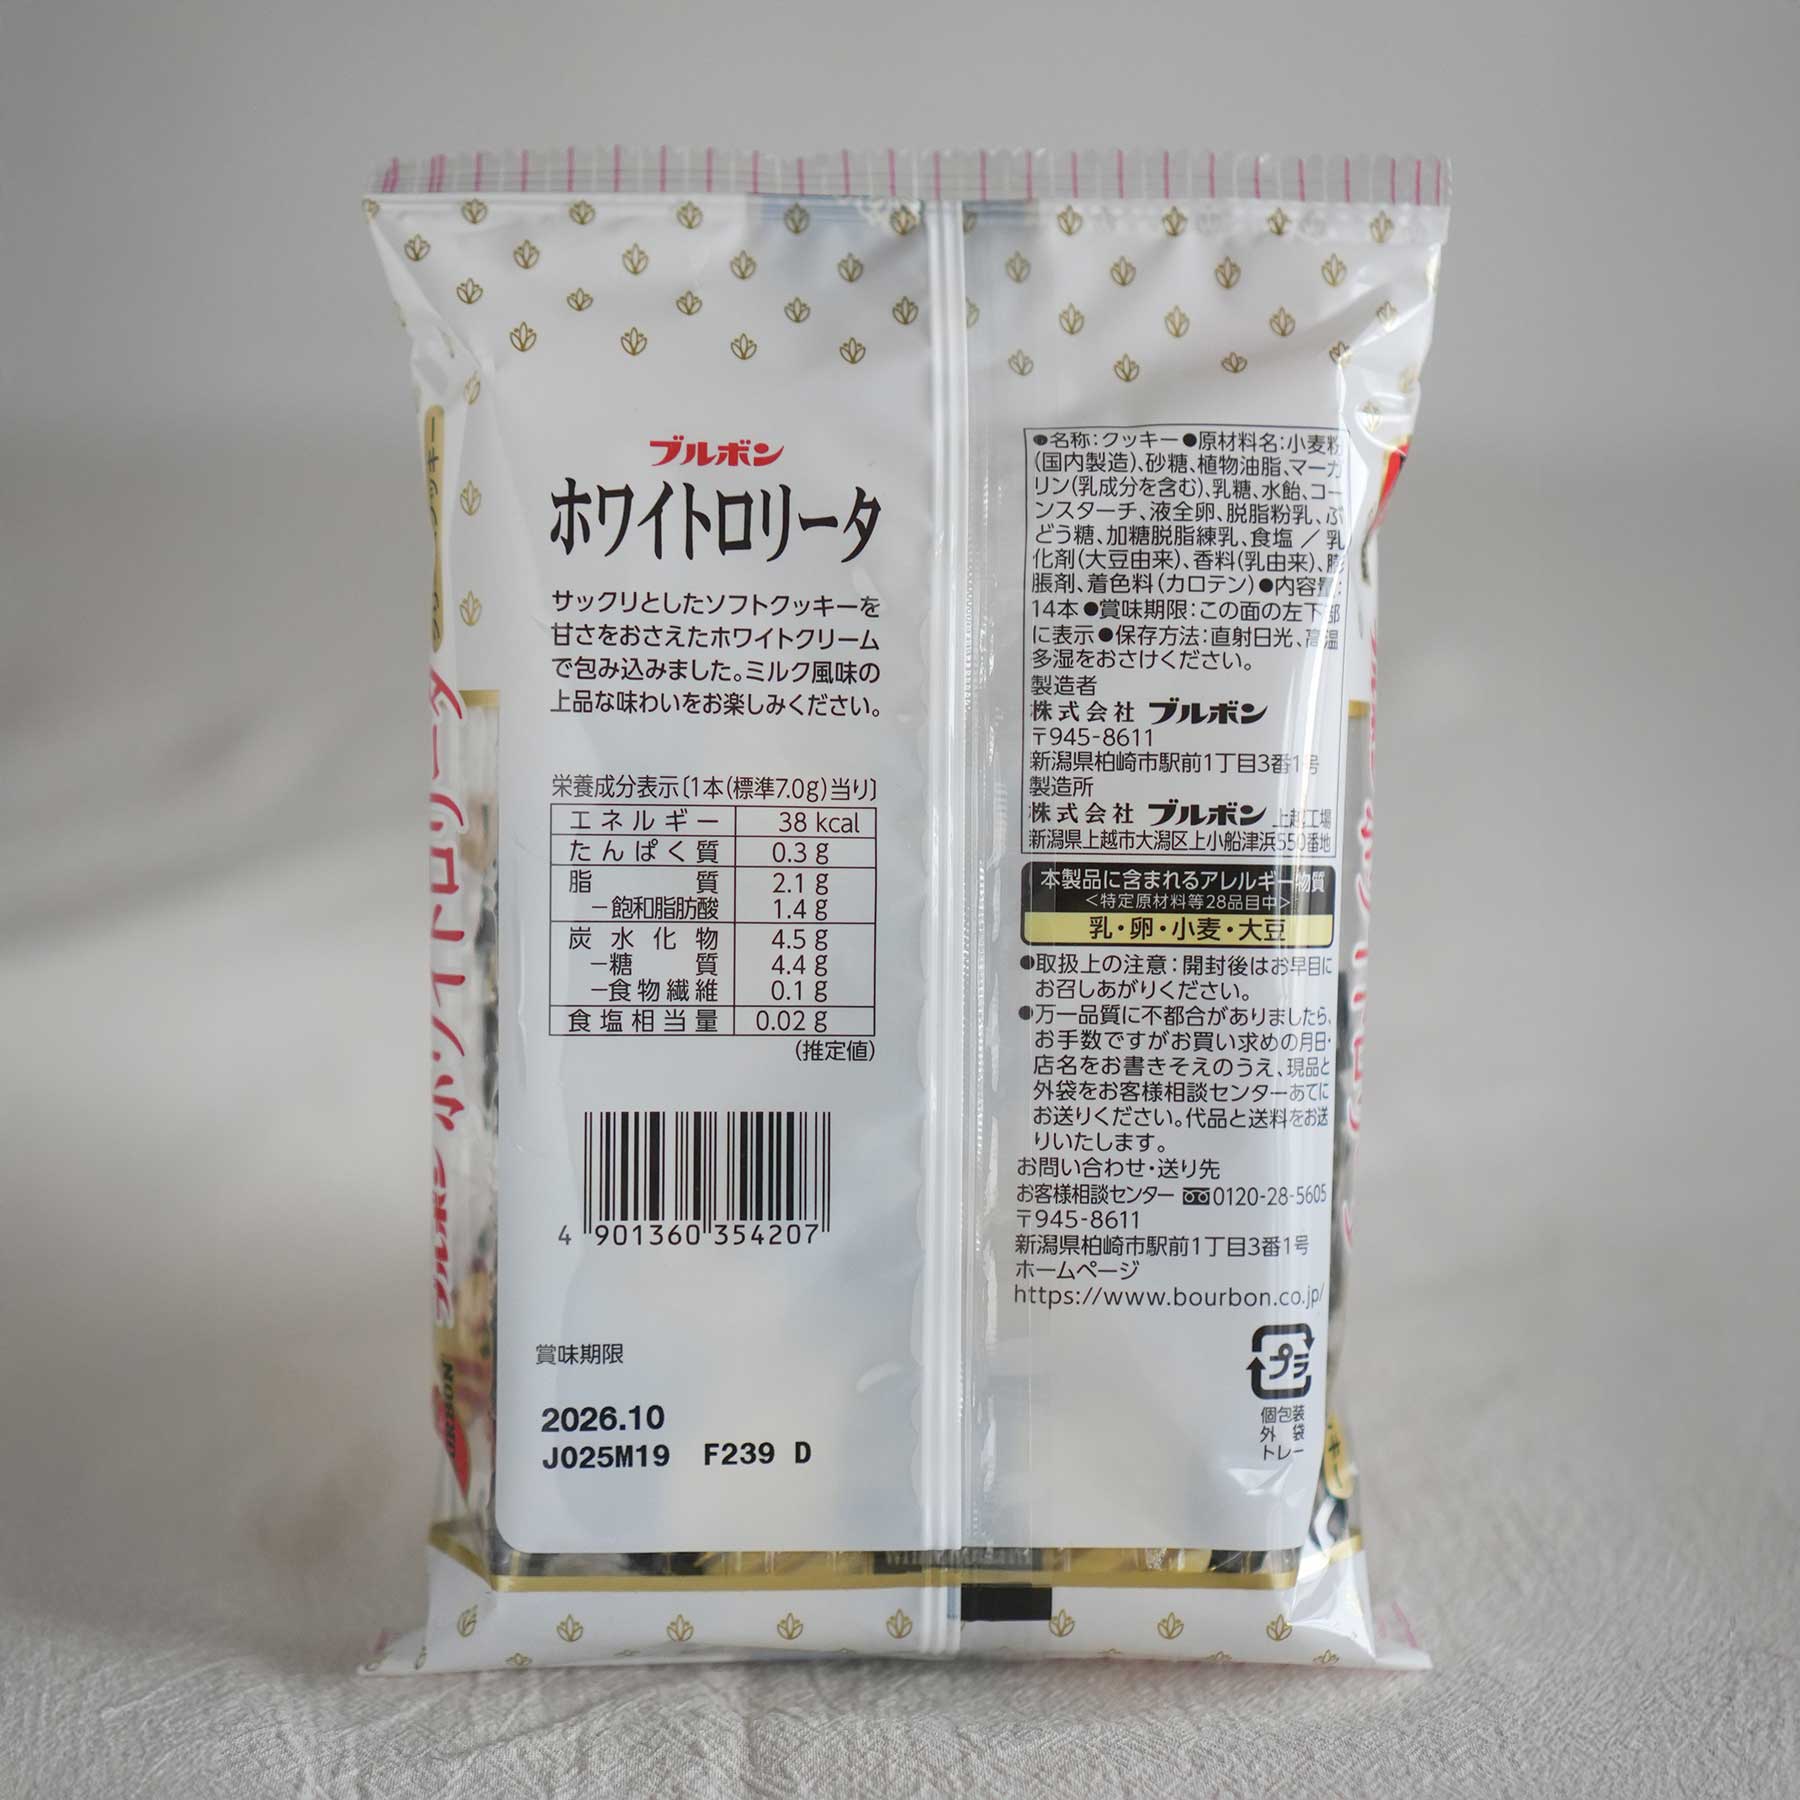 ブルボン
ホワイトロリータ
サックリとしたソフトクッキーを
甘さをおさえたホワイトクリーム
で包み込みました。ミルク風味の
上品な味わいをお楽しみください。
栄養成分表示〔1本(標準7.0g)当り〕
エネルギー 38 kcal
たんぱく質 0.3 g
脂質 2.1 g
－飽和脂肪酸 1.4 g
炭水化物 4.5 g
－糖質 4.4 g
－食物繊維 0.1 g
食塩相当量 0.02 g
(推定値)
4 901360 354207
賞味期限
2026.10
J025M19 F239 D
●名称:クッキー●原材料名:小麦粉
(国内製造)、砂糖、植物油脂、マーガ
リン(乳成分を含む)、乳糖、水飴、コー
ンスターチ、液全卵、脱脂粉乳、ぶ
どう糖、加糖脱脂練乳、食塩／乳
化剤(大豆由来)、香料(乳由来)、膨
脹剤、着色料(カロテン)●内容量:
14本●賞味期限:この面の左下部
に表示●保存方法:直射日光、高温
多湿をおさけください。
製造者
株式会社 ブルボン
〒945-8611
新潟県柏崎市駅前1丁目3番1号
製造所
株式会社 ブルボン 上越工場
新潟県上越市大潟区上小船津浜550番地
本製品に含まれるアレルギー物質
<特定原材料等28品目中>
乳・卵・小麦・大豆
●取扱上の注意:開封後はお早目に
お召しあがりください。
●万一品質に不都合がありましたら、
お手数ですがお買い求めの月日・
店名をお書きそえのうえ、現品と
外袋をお客様相談センターあてに
お送りください。代品と送料をお送
りいたします。
お問い合わせ・送り先
お客様相談センター 0120-28-5605
〒945-8611
新潟県柏崎市駅前1丁目3番1号
ホームページ
https://www.bourbon.co.jp/
プラ
個包装
外袋
トレー
ホワイトロリータ
ブルボン